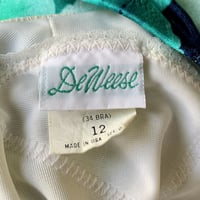 DeWeese
(34 BRA)
12
MADE IN USA